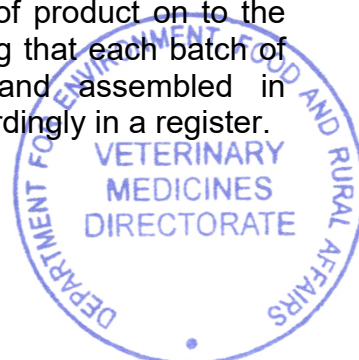 of product on to the
g that each batch of
and assembled in
rdingly in a register.
DEPARTMENT FOR ENVIRONMENT, FOOD AND RURAL AFFAIRS
VETERINARY
MEDICINES
DIRECTORATE